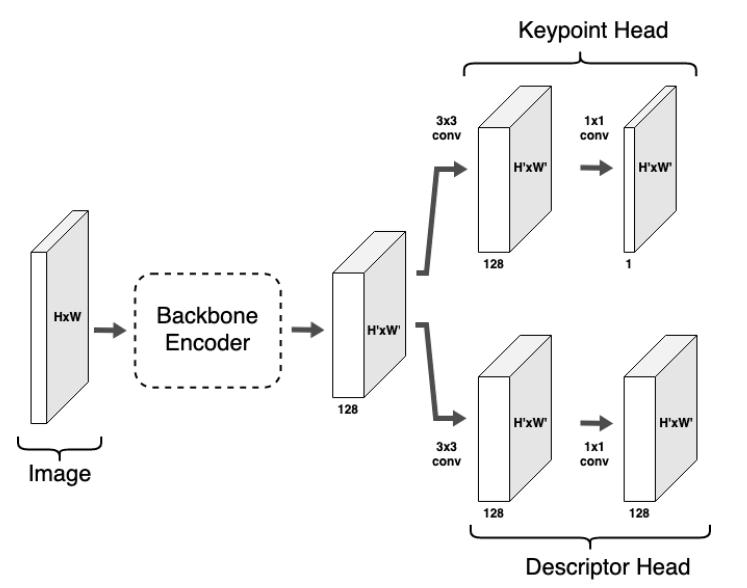 Keypoint Head
3x3
conv
H'xW'
128
1x1
conv
H'xW'
1
HxW
Image
Backbone
Encoder
H'xW'
128
3x3
conv
H'xW'
128
1x1
conv
H'xW'
128
Descriptor Head